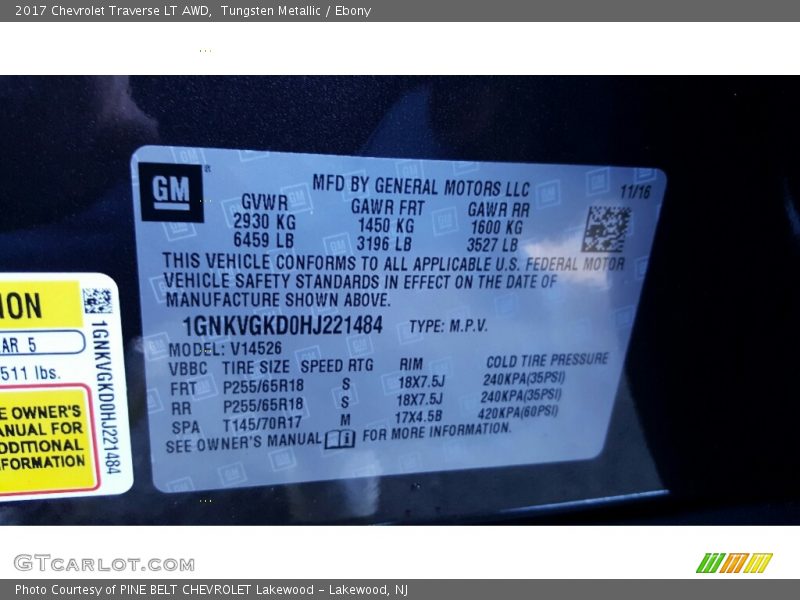 2017 Chevrolet Traverse LT AWD, Tungsten Metallic / Ebony
GM
MFD BY GENERAL MOTORS LLC 11/16
GVWR GAWR FRT GAWR RR
2930 KG 1450 KG 1600 KG
6459 LB 3196 LB 3527 LB
THIS VEHICLE CONFORMS TO ALL APPLICABLE U.S. FEDERAL MOTOR
VEHICLE SAFETY STANDARDS IN EFFECT ON THE DATE OF
MANUFACTURE SHOWN ABOVE.
1GNKVGKD0HJ221484 TYPE: M.P.V.
MODEL: V14526
VBBC TIRE SIZE SPEED RTG RIM COLD TIRE PRESSURE
FRT P255/65R18 S 18X7.5J 240KPA(35PSI)
RR P255/65R18 S 18X7.5J 240KPA(35PSI)
SPA T145/70R17 M 17X4.5B 420KPA(60PSI)
SEE OWNER'S MANUAL FOR MORE INFORMATION.
ION
AR 5
511 lbs.
E OWNER'S
ANUAL FOR
DDITIONAL
FORMATION
1GNKVGKD0HJ221484
GTCARLOT.COM
Photo Courtesy of PINE BELT CHEVROLET Lakewood - Lakewood, NJ